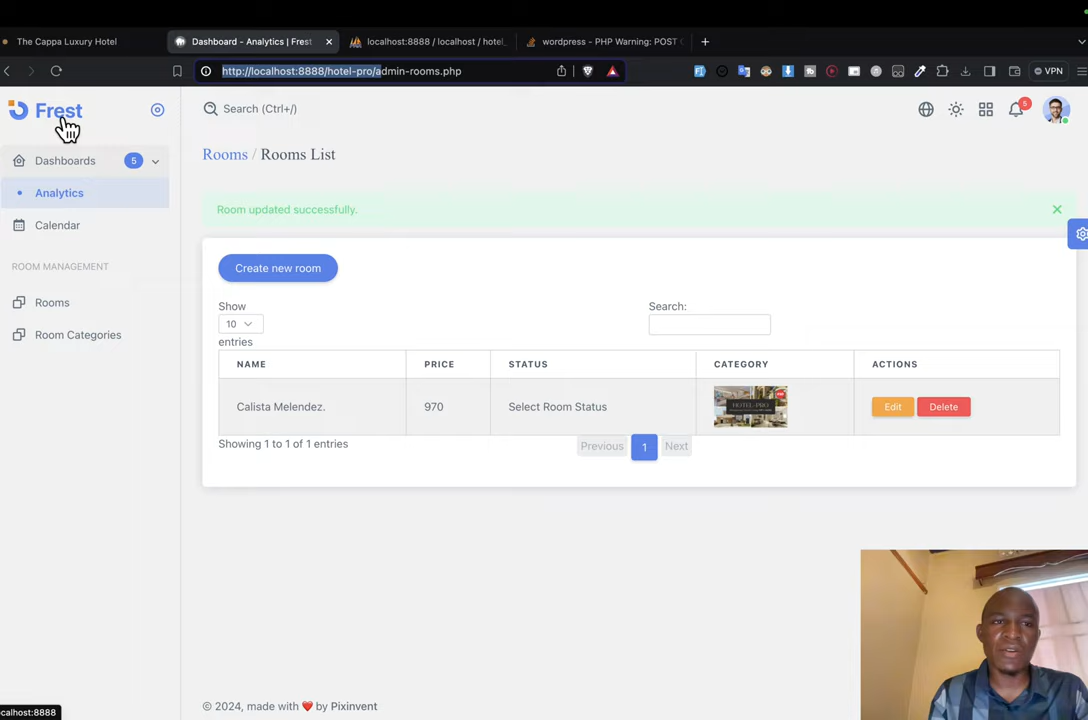 The Cappa Luxury Hotel
Dashboard - Analytics | Frest
localhost:8888 / localhost / hotel_
wordpress - PHP Warning: POST
http://localhost:8888/hotel-pro/admin-rooms.php
VPN
Frest
Search (Ctrl+/)
5
Dashboards
5
Analytics
Calendar
ROOM MANAGEMENT
Rooms
Room Categories
Rooms / Rooms List
Room updated successfully.
Create new room
Show
10
entries
Search:
NAME PRICE STATUS CATEGORY ACTIONS
Calista Melendez. 970 Select Room Status HOTEL-PRO Edit Delete
Showing 1 to 1 of 1 entries
Previous 1 Next
© 2024, made with ❤️ by Pixinvent
ocalhost:8888